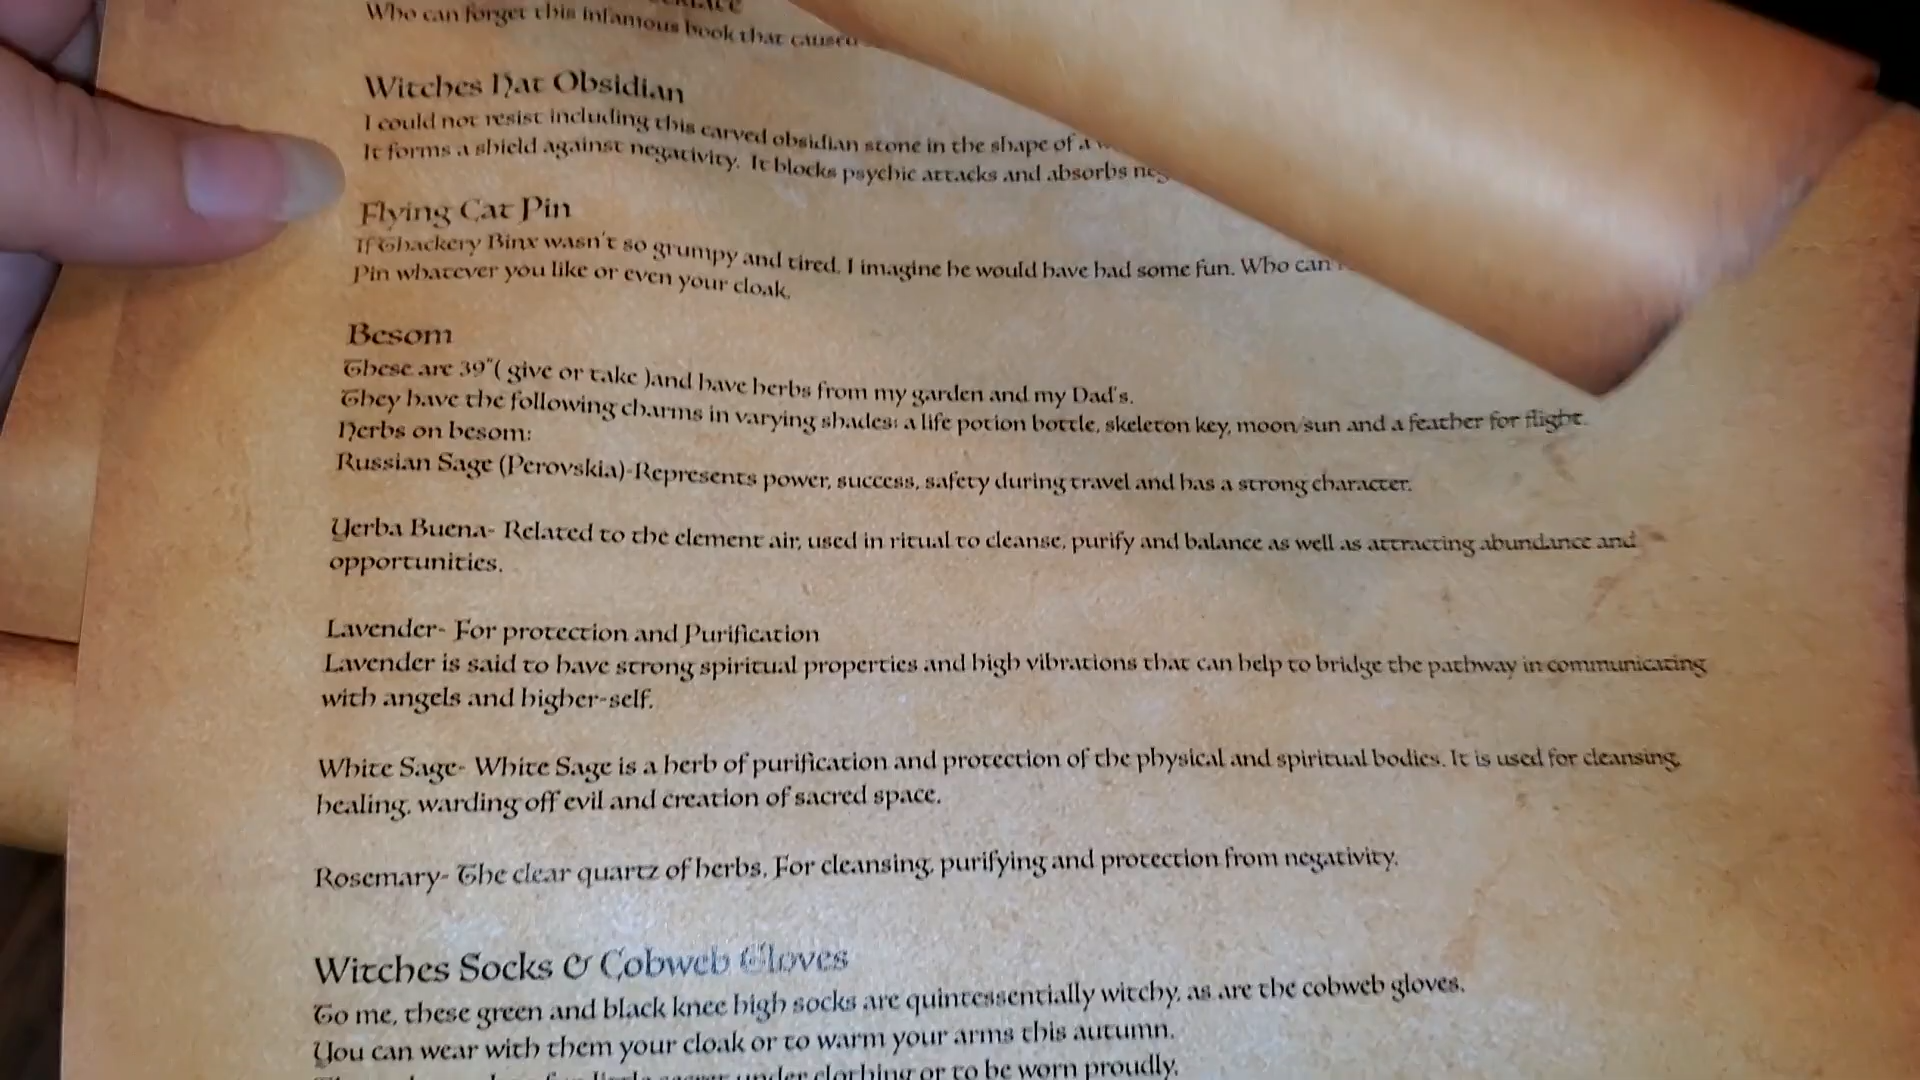 Who can forget this infamous book that caused
Witches Hat Obsidian
I could not resist including this carved obsidian stone in the shape of a
It forms a shield against negativity. It blocks psychic attacks and absorbs
Flying Cat Pin
If Thackery Binx wasn't so grumpy and tired, I imagine he would have had some fun. Who can
Pin whatever you like or even your cloak.
Besom
These are 39"( give or take )and have herbs from my garden and my Dad's.
They have the following charms in varying shades: a life potion bottle, skeleton key, moon/sun and a feather for flight.
Herbs on besom:
Russian Sage (Perovskia)-Represents power, success, safety during travel and has a strong character.
Yerba Buena- Related to the element air, used in ritual to cleanse, purify and balance as well as attracting abundance and
opportunities.
Lavender- For protection and Purification
Lavender is said to have strong spiritual properties and high vibrations that can help to bridge the pathway in communicating
with angels and higher-self.
White Sage- White Sage is a herb of purification and protection of the physical and spiritual bodies. It is used for cleansing,
healing, warding off evil and creation of sacred space.
Rosemary- The clear quartz of herbs. For cleansing, purifying and protection from negativity.
Witches Socks & Cobweb Gloves
To me, these green and black knee high socks are quintessentially witchy, as are the cobweb gloves.
You can wear with them your cloak or to warm your arms this autumn.
under clothing or to be worn proudly.